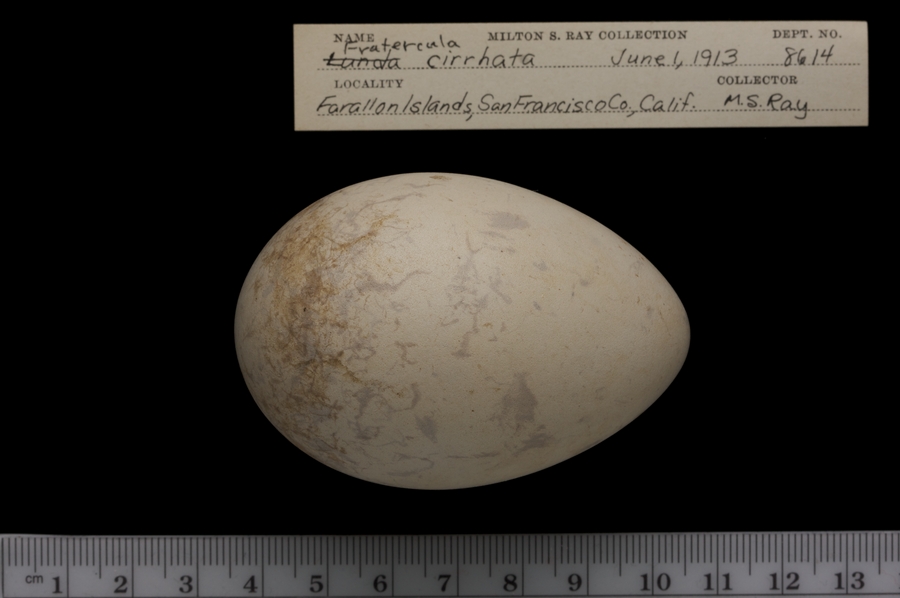 NAME MILTON S. RAY COLLECTION DEPT. NO.
Fratercula
Lunda cirrhata June 1, 1913 8614
LOCALITY COLLECTOR
Farallon Islands, San Francisco Co., Calif. M.S. Ray
cm 1 2 3 4 5 6 7 8 9 10 11 12 13